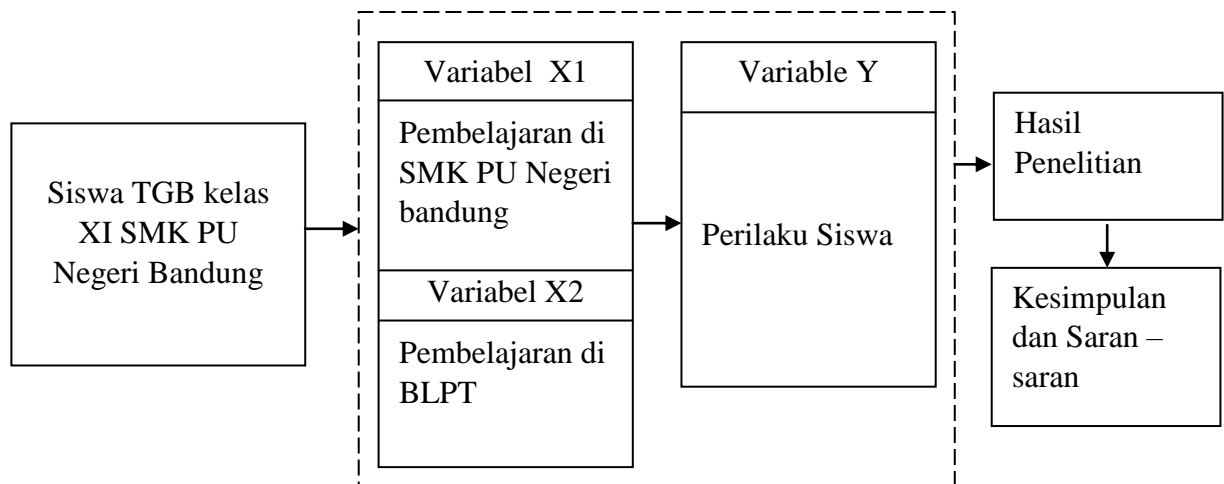 Siswa TGB kelas
XI SMK PU
Negeri Bandung
Variabel X1
Pembelajaran di
SMK PU Negeri
bandung
Variabel X2
Pembelajaran di
BLPT
Variable Y
Perilaku Siswa
Hasil
Penelitian
Kesimpulan
dan Saran –
saran